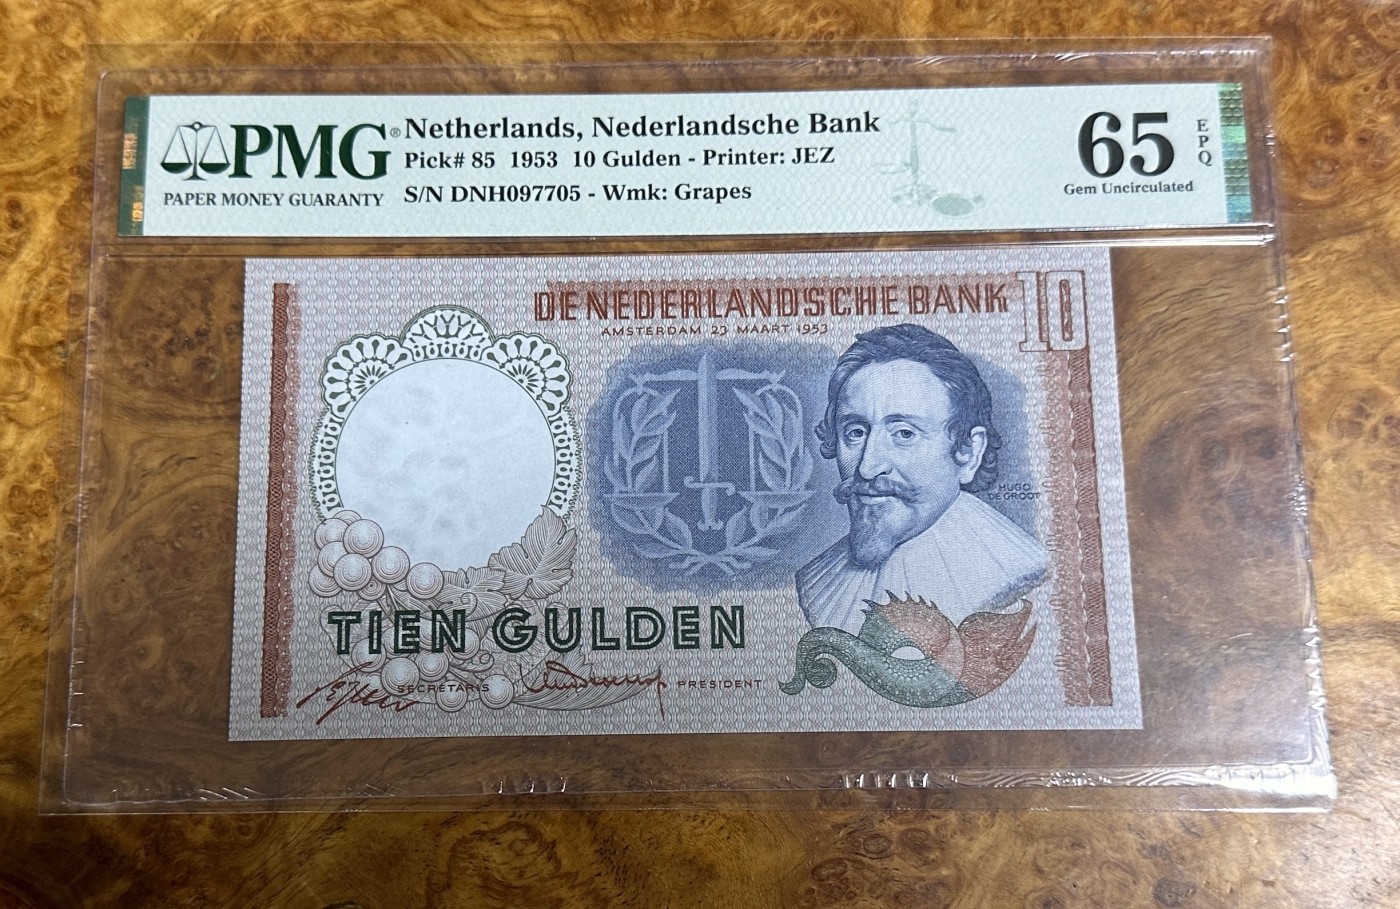 PMG®
PAPER MONEY GUARANTY
Netherlands, Nederlandsche Bank
Pick# 85 1953 10 Gulden - Printer: JEZ
S/N DNH097705 - Wmk: Grapes
65 EPQ
Gem Uncirculated
DE NEDERLANDSCHE BANK
10
AMSTERDAM 23 MAART 1953
HUGO
DE GROOT
TIEN GULDEN
SECRETARIS
PRESIDENT